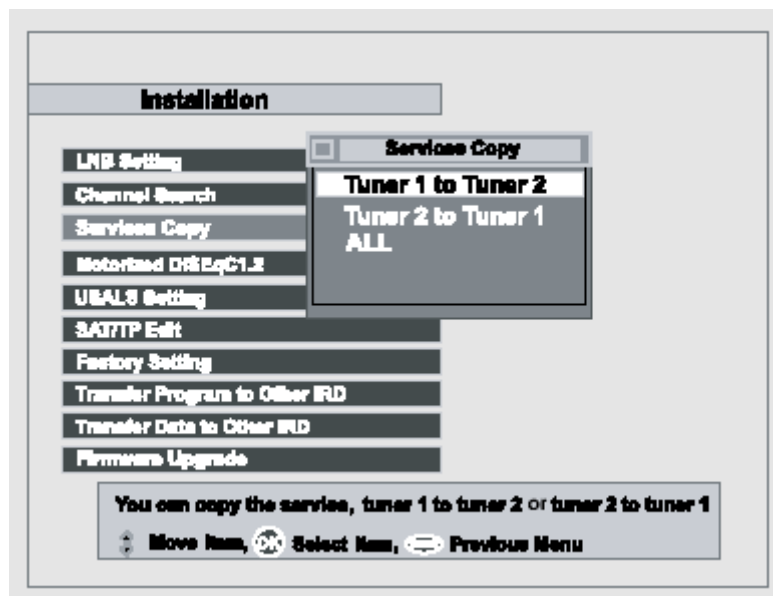 Installation
LNB Setting
Channel Search
Services Copy
Motorized DiSEqC1.2
USALS Setting
SAT/TP Edit
Factory Setting
Transfer Program to Other IRD
Transfer Data to Other IRD
Firmware Upgrade
Services Copy
Tuner 1 to Tuner 2
Tuner 2 to Tuner 1
ALL
You can copy the service, tuner 1 to tuner 2 or tuner 2 to tuner 1
Move Item, OK Select Item, Previous Menu